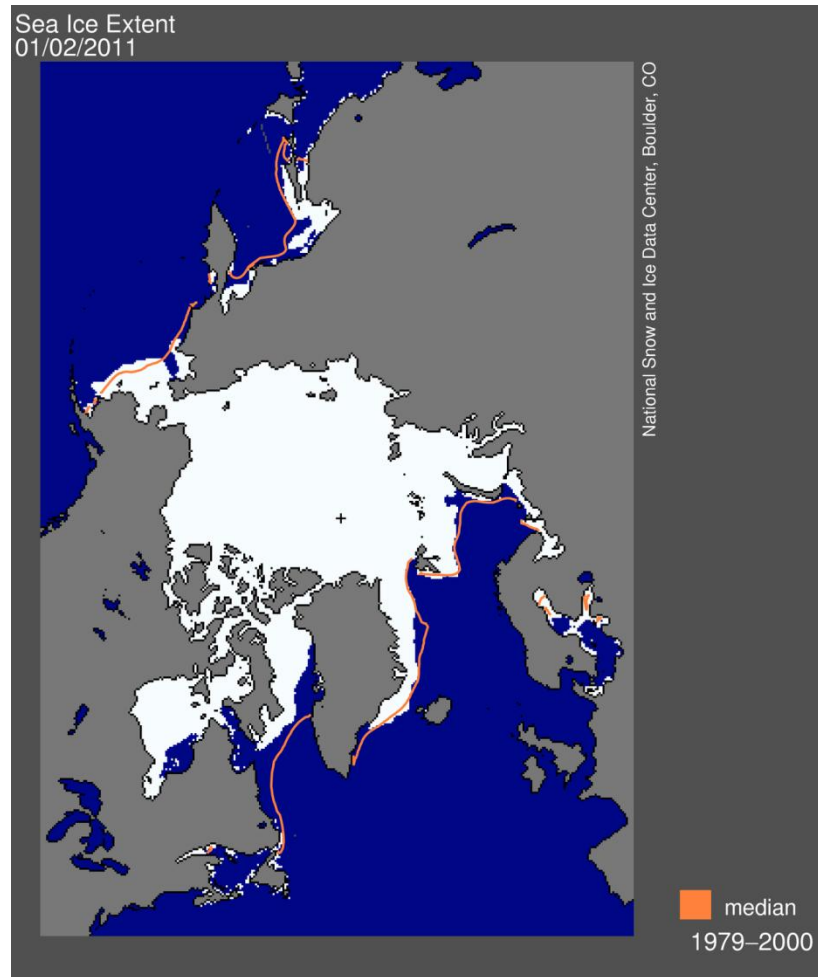 Sea Ice Extent
01/02/2011
National Snow and Ice Data Center, Boulder, CO
median
1979–2000